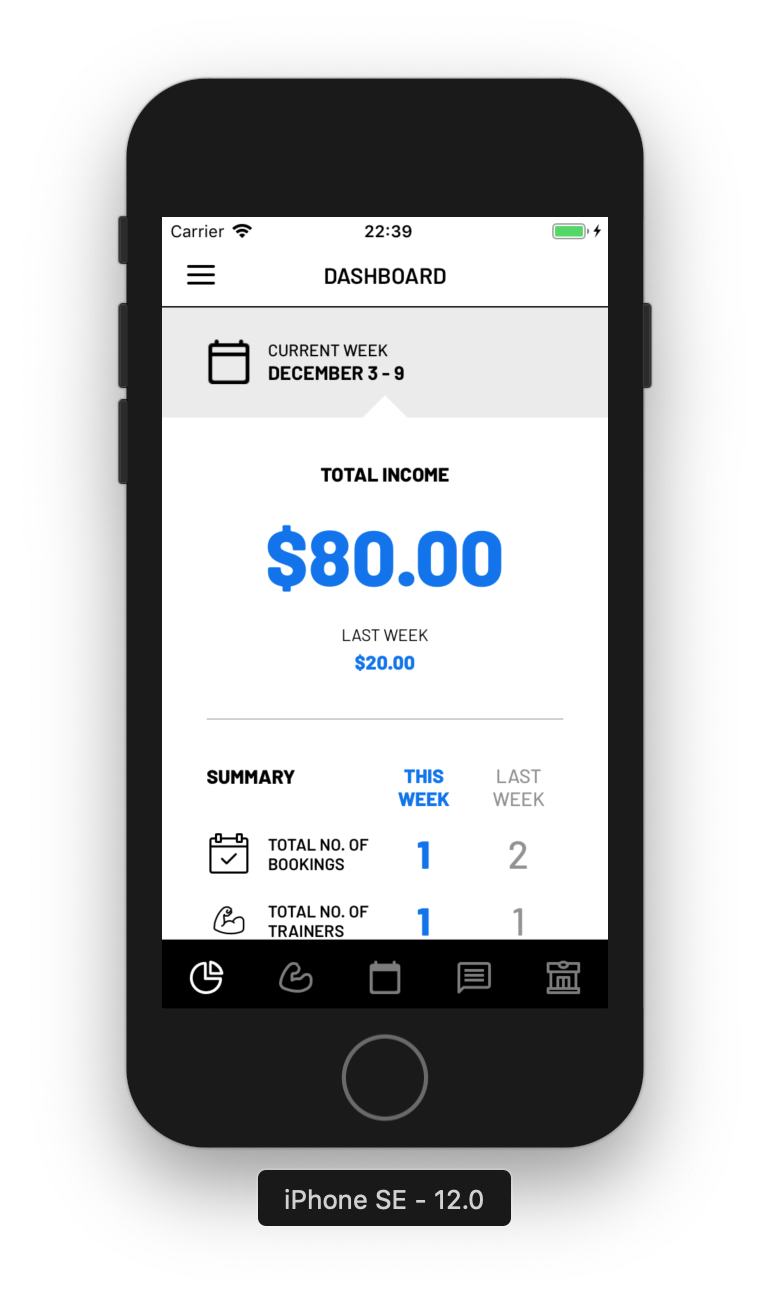 Carrier 22:39
DASHBOARD
CURRENT WEEK
DECEMBER 3 - 9
TOTAL INCOME
$80.00
LAST WEEK
$20.00
SUMMARY
THIS WEEK
LAST WEEK
TOTAL NO. OF
BOOKINGS
1 2
TOTAL NO. OF
TRAINERS
1 1
iPhone SE - 12.0